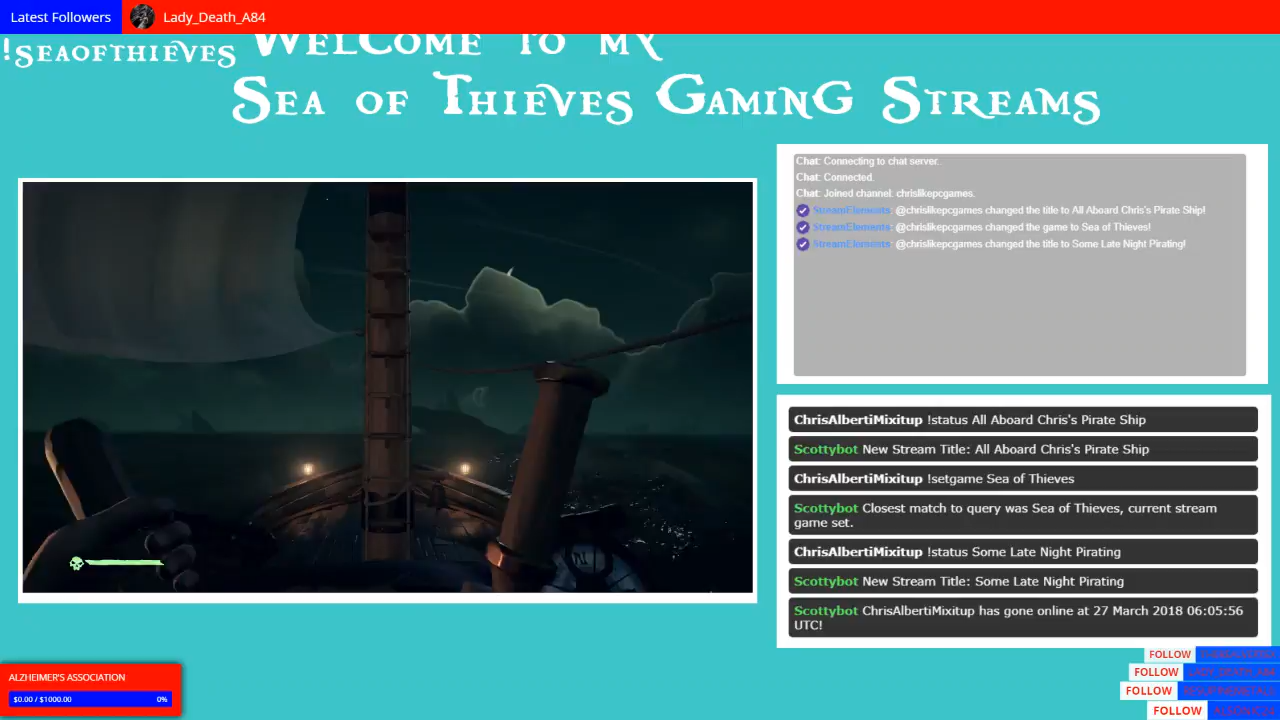 Latest Followers Lady_Death_A84
!SEAOFTHIEVES WELCOME TO MY
SEA OF THIEVES GAMING STREAMS
Chat: Connecting to chat server.
Chat: Connected.
Chat: Joined channel: chrislikepcgames.
StreamElements: @chrislikepcgames changed the title to All Aboard Chris's Pirate Ship!
StreamElements: @chrislikepcgames changed the game to Sea of Thieves!
StreamElements: @chrislikepcgames changed the title to Some Late Night Pirating!
ChrisAlbertiMixitup !status All Aboard Chris's Pirate Ship
Scottybot New Stream Title: All Aboard Chris's Pirate Ship
ChrisAlbertiMixitup !setgame Sea of Thieves
Scottybot Closest match to query was Sea of Thieves, current stream
game set.
ChrisAlbertiMixitup !status Some Late Night Pirating
Scottybot New Stream Title: Some Late Night Pirating
Scottybot ChrisAlbertiMixitup has gone online at 27 March 2018 06:05:56
UTC!
N
FOLLOW
FOLLOW LADY_DEATH_A84
FOLLOW
FOLLOW
ALZHEIMER'S ASSOCIATION
$0.00 / $1000.00 0%